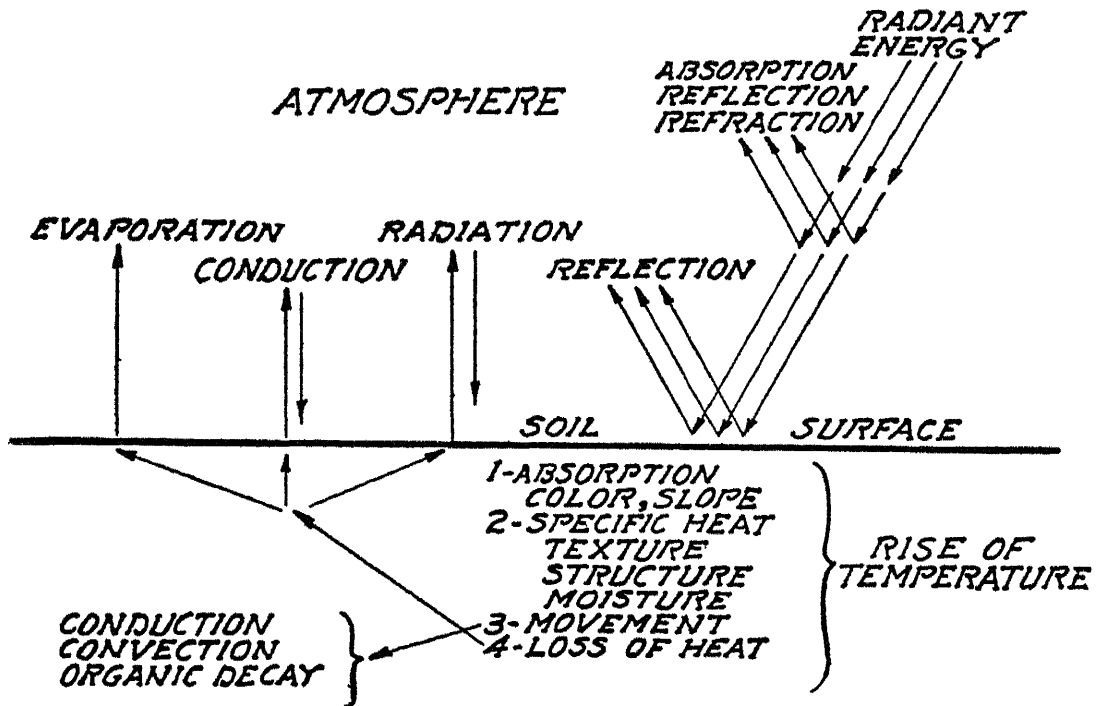 RADIANT
ENERGY
ABSORPTION
REFLECTION
REFRACTION
ATMOSPHERE
EVAPORATION
RADIATION
CONDUCTION
REFLECTION
SOIL SURFACE
1-ABSORPTION
COLOR, SLOPE
2-SPECIFIC HEAT
TEXTURE
STRUCTURE
MOISTURE
3-MOVEMENT
4-LOSS OF HEAT
RISE OF
TEMPERATURE
CONDUCTION
CONVECTION
ORGANIC DECAY